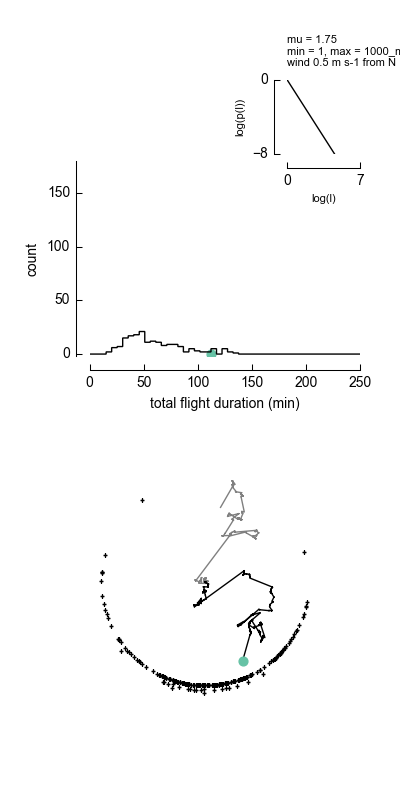 mu = 1.75
min = 1, max = 1000_m
wind 0.5 m s-1 from N
0
log(p(l))
−8
0 7
log(l)
150
100
count
50
0
0 50 100 150 200 250
total flight duration (min)